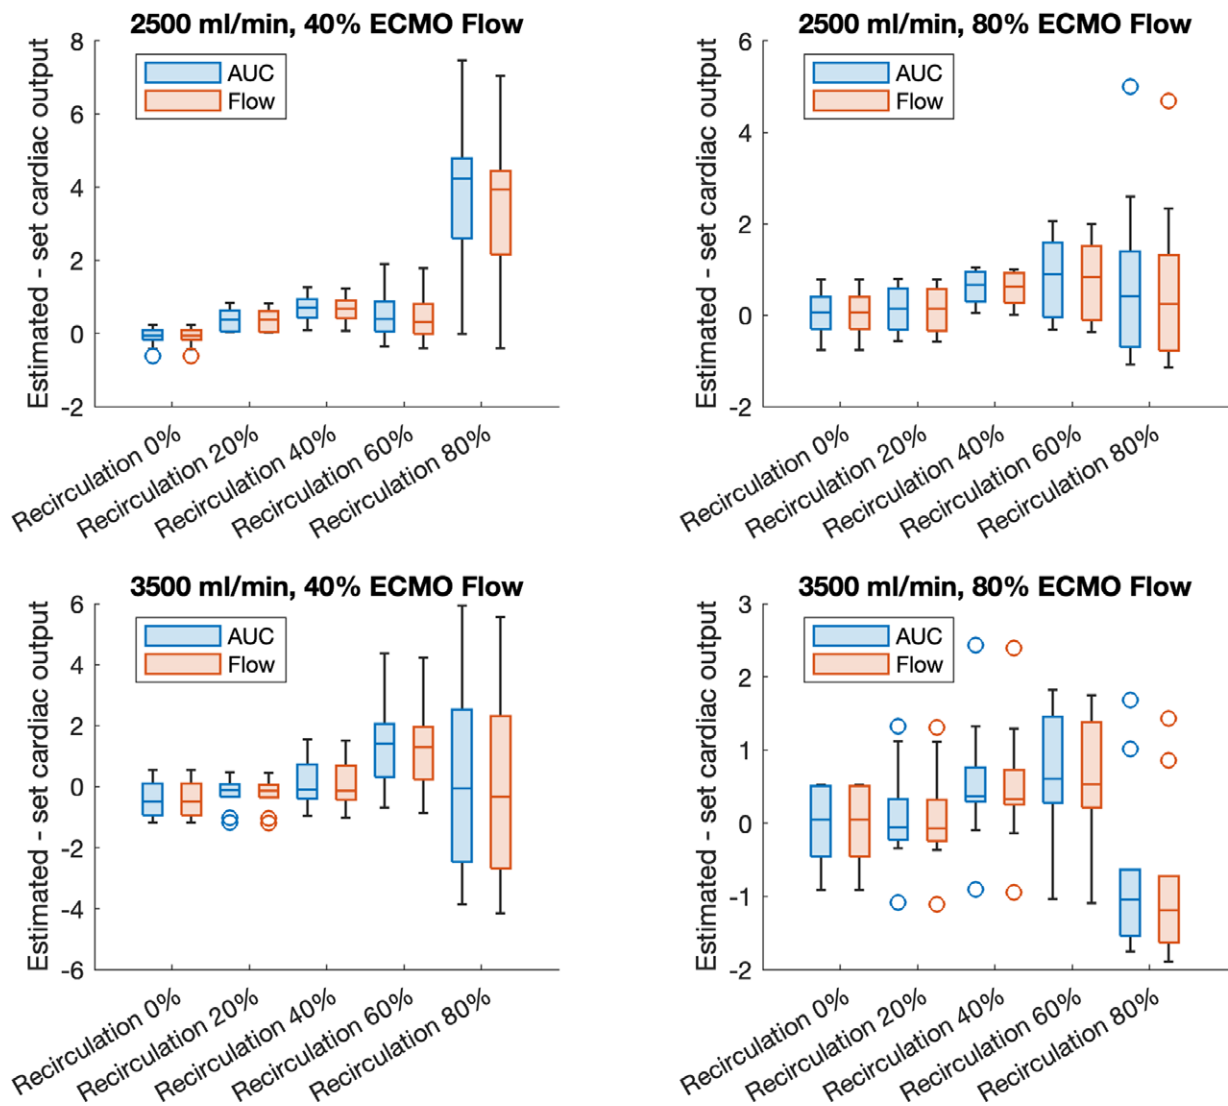 2500 ml/min, 40% ECMO Flow
Estimated - set cardiac output
8
6
4
2
0
-2
AUC
Flow
Recirculation 0%
Recirculation 20%
Recirculation 40%
Recirculation 60%
Recirculation 80%
2500 ml/min, 80% ECMO Flow
Estimated - set cardiac output
6
4
2
0
-2
AUC
Flow
Recirculation 0%
Recirculation 20%
Recirculation 40%
Recirculation 60%
Recirculation 80%
3500 ml/min, 40% ECMO Flow
Estimated - set cardiac output
6
4
2
0
-2
-4
-6
AUC
Flow
Recirculation 0%
Recirculation 20%
Recirculation 40%
Recirculation 60%
Recirculation 80%
3500 ml/min, 80% ECMO Flow
Estimated - set cardiac output
3
2
1
0
-1
-2
AUC
Flow
Recirculation 0%
Recirculation 20%
Recirculation 40%
Recirculation 60%
Recirculation 80%